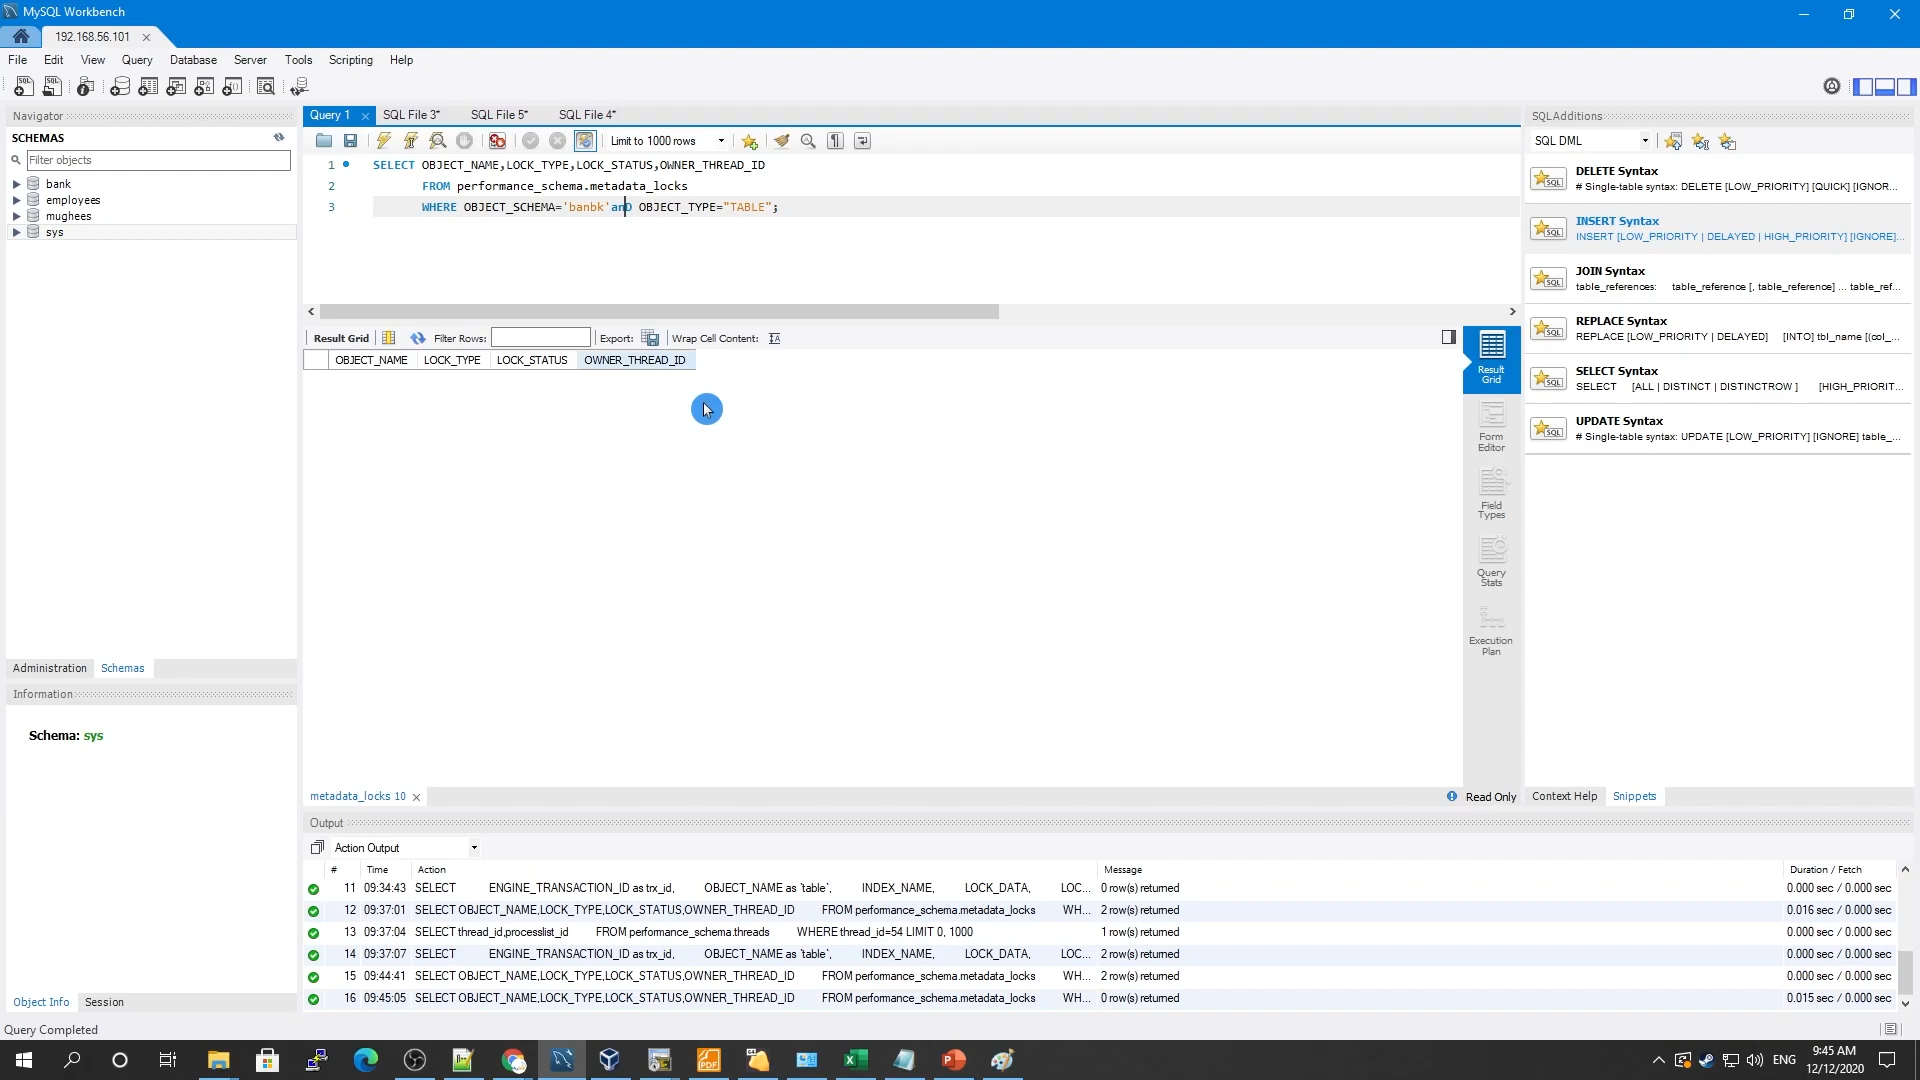 MySQL Workbench
192.168.56.101
File Edit View Query Database Server Tools Scripting Help
Navigator
SCHEMAS
Filter objects
bank
employees
mughees
sys
Administration Schemas
Information
Schema: sys
Object Info Session
Query Completed
Query 1 SQL File 3* SQL File 5* SQL File 4*
Limit to 1000 rows
1 SELECT OBJECT_NAME,LOCK_TYPE,LOCK_STATUS,OWNER_THREAD_ID
2 FROM performance_schema.metadata_locks
3 WHERE OBJECT_SCHEMA='banbk'anD OBJECT_TYPE="TABLE";
Result Grid Filter Rows: Export: Wrap Cell Content:
OBJECT_NAME LOCK_TYPE LOCK_STATUS OWNER_THREAD_ID
Result
Grid
Form
Editor
Field
Types
Query
Stats
Execution
Plan
metadata_locks 10 Read Only
Output
Action Output
# Time Action Message Duration / Fetch
11 09:34:43 SELECT ENGINE_TRANSACTION_ID as trx_id, OBJECT_NAME as `table`, INDEX_NAME, LOCK_DATA, LOC... 0 row(s) returned 0.000 sec / 0.000 sec
12 09:37:01 SELECT OBJECT_NAME,LOCK_TYPE,LOCK_STATUS,OWNER_THREAD_ID FROM performance_schema.metadata_locks WH... 2 row(s) returned 0.016 sec / 0.000 sec
13 09:37:04 SELECT thread_id,processlist_id FROM performance_schema.threads WHERE thread_id=54 LIMIT 0, 1000 1 row(s) returned 0.000 sec / 0.000 sec
14 09:37:07 SELECT ENGINE_TRANSACTION_ID as trx_id, OBJECT_NAME as `table`, INDEX_NAME, LOCK_DATA, LOC... 2 row(s) returned 0.000 sec / 0.000 sec
15 09:44:41 SELECT OBJECT_NAME,LOCK_TYPE,LOCK_STATUS,OWNER_THREAD_ID FROM performance_schema.metadata_locks WH... 2 row(s) returned 0.000 sec / 0.000 sec
16 09:45:05 SELECT OBJECT_NAME,LOCK_TYPE,LOCK_STATUS,OWNER_THREAD_ID FROM performance_schema.metadata_locks WH... 0 row(s) returned 0.015 sec / 0.000 sec
SQLAdditions
SQL DML
DELETE Syntax
# Single-table syntax: DELETE [LOW_PRIORITY] [QUICK] [IGNOR...
INSERT Syntax
INSERT [LOW_PRIORITY | DELAYED | HIGH_PRIORITY] [IGNORE]...
JOIN Syntax
table_references: table_reference [, table_reference] ... table_ref...
REPLACE Syntax
REPLACE [LOW_PRIORITY | DELAYED] [INTO] tbl_name [(col_...
SELECT Syntax
SELECT [ALL | DISTINCT | DISTINCTROW ] [HIGH_PRIORIT...
UPDATE Syntax
# Single-table syntax: UPDATE [LOW_PRIORITY] [IGNORE] table_...
Context Help Snippets
ENG
9:45 AM
12/12/2020